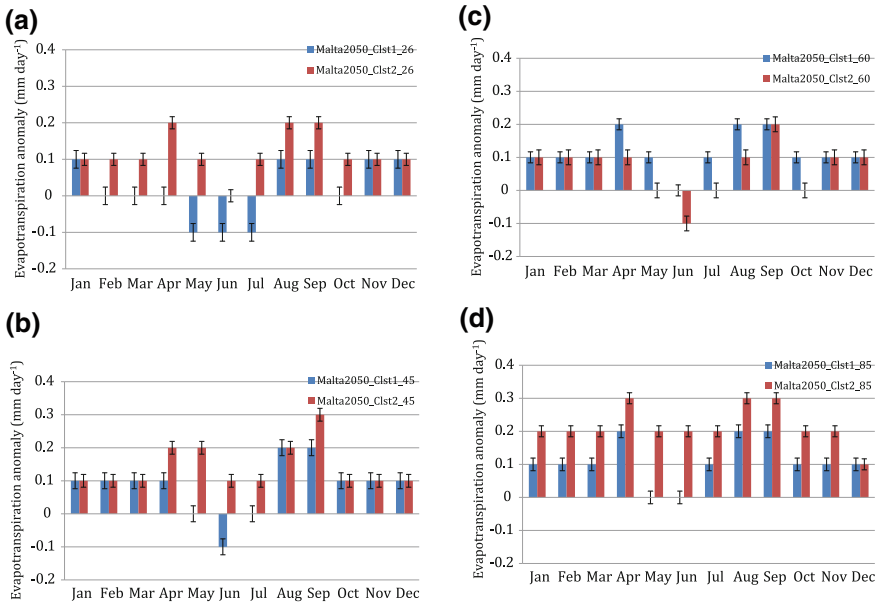 (a)
Malta2050_Clst1_26
Malta2050_Clst2_26
Evapotranspiration anomaly (mm day⁻¹)
0.4
0.3
0.2
0.1
0
-0.1
-0.2
Jan Feb Mar Apr May Jun Jul Aug Sep Oct Nov Dec
(b)
Malta2050_Clst1_45
Malta2050_Clst2_45
Evapotranspiration anomaly (mm day⁻¹)
0.4
0.3
0.2
0.1
0
-0.1
-0.2
Jan Feb Mar Apr May Jun Jul Aug Sep Oct Nov Dec
(c)
Malta2050_Clst1_60
Malta2050_Clst2_60
Evapotranspiration anomaly (mm day⁻¹)
0.4
0.3
0.2
0.1
0
-0.1
-0.2
Jan Feb Mar Apr May Jun Jul Aug Sep Oct Nov Dec
(d)
Malta2050_Clst1_85
Malta2050_Clst2_85
Evapotranspiration anomaly (mm day⁻¹)
0.4
0.3
0.2
0.1
0
-0.1
-0.2
Jan Feb Mar Apr May Jun Jul Aug Sep Oct Nov Dec